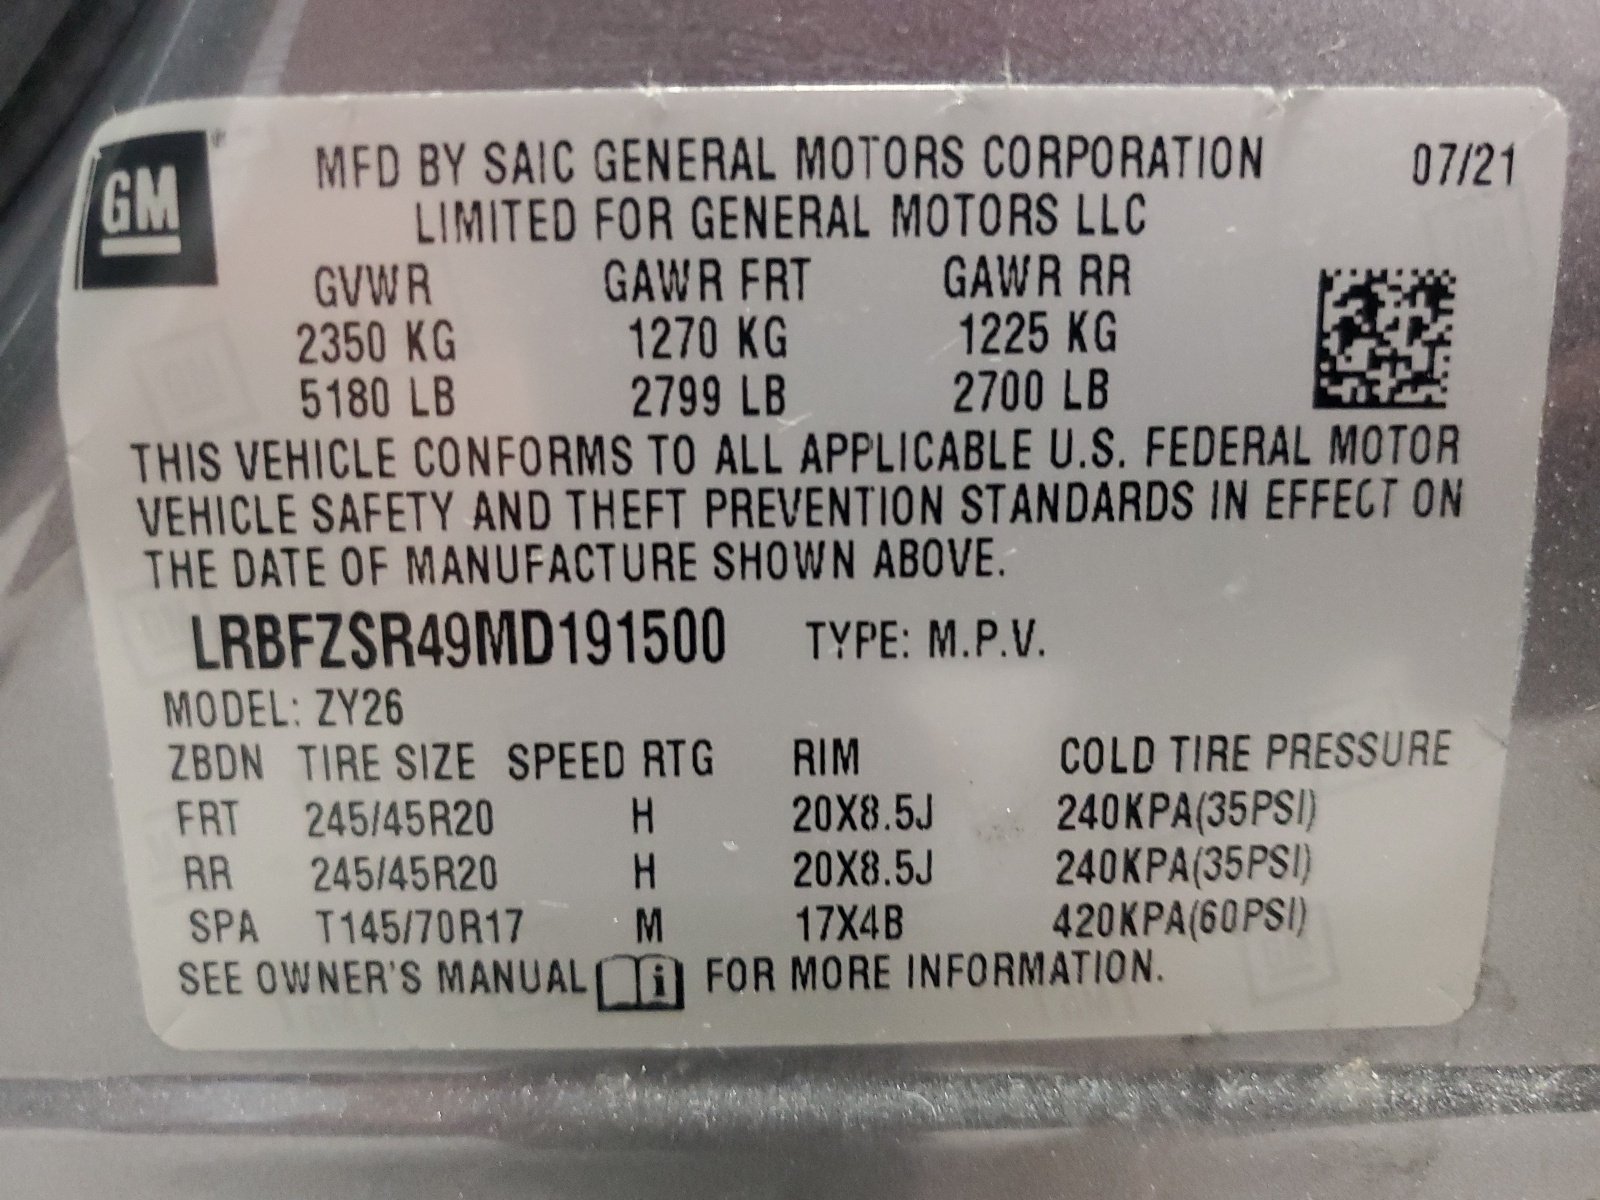 GM
MFD BY SAIC GENERAL MOTORS CORPORATION 07/21
LIMITED FOR GENERAL MOTORS LLC
GVWR GAWR FRT GAWR RR
2350 KG 1270 KG 1225 KG
5180 LB 2799 LB 2700 LB
THIS VEHICLE CONFORMS TO ALL APPLICABLE U.S. FEDERAL MOTOR
VEHICLE SAFETY AND THEFT PREVENTION STANDARDS IN EFFECT ON
THE DATE OF MANUFACTURE SHOWN ABOVE.
LRBFZSR49MD191500 TYPE: M.P.V.
MODEL: ZY26
ZBDN TIRE SIZE SPEED RTG RIM COLD TIRE PRESSURE
FRT 245/45R20 H 20X8.5J 240KPA(35PSI)
RR 245/45R20 H 20X8.5J 240KPA(35PSI)
SPA T145/70R17 M 17X4B 420KPA(60PSI)
SEE OWNER'S MANUAL i FOR MORE INFORMATION.